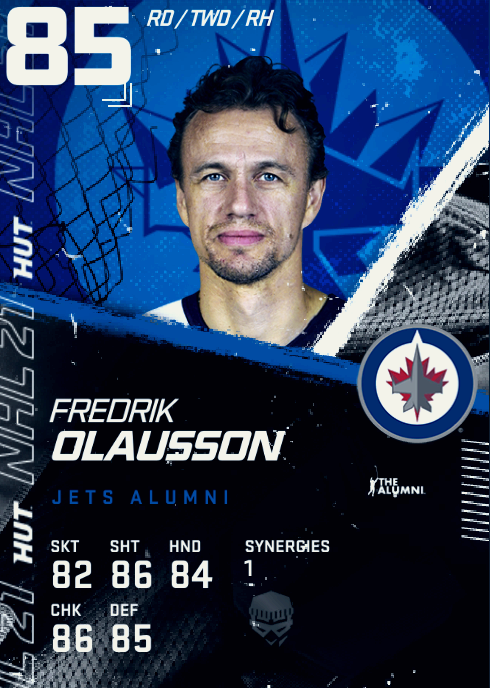 85
RD / TWD / RH
NHL 21 HUT
NHL 21 HUT
FREDRIK
OLAUSSON
JETS ALUMNI
THE
ALUMNI
SKT SHT HND SYNERGIES
82 86 84 1
CHK DEF
86 85